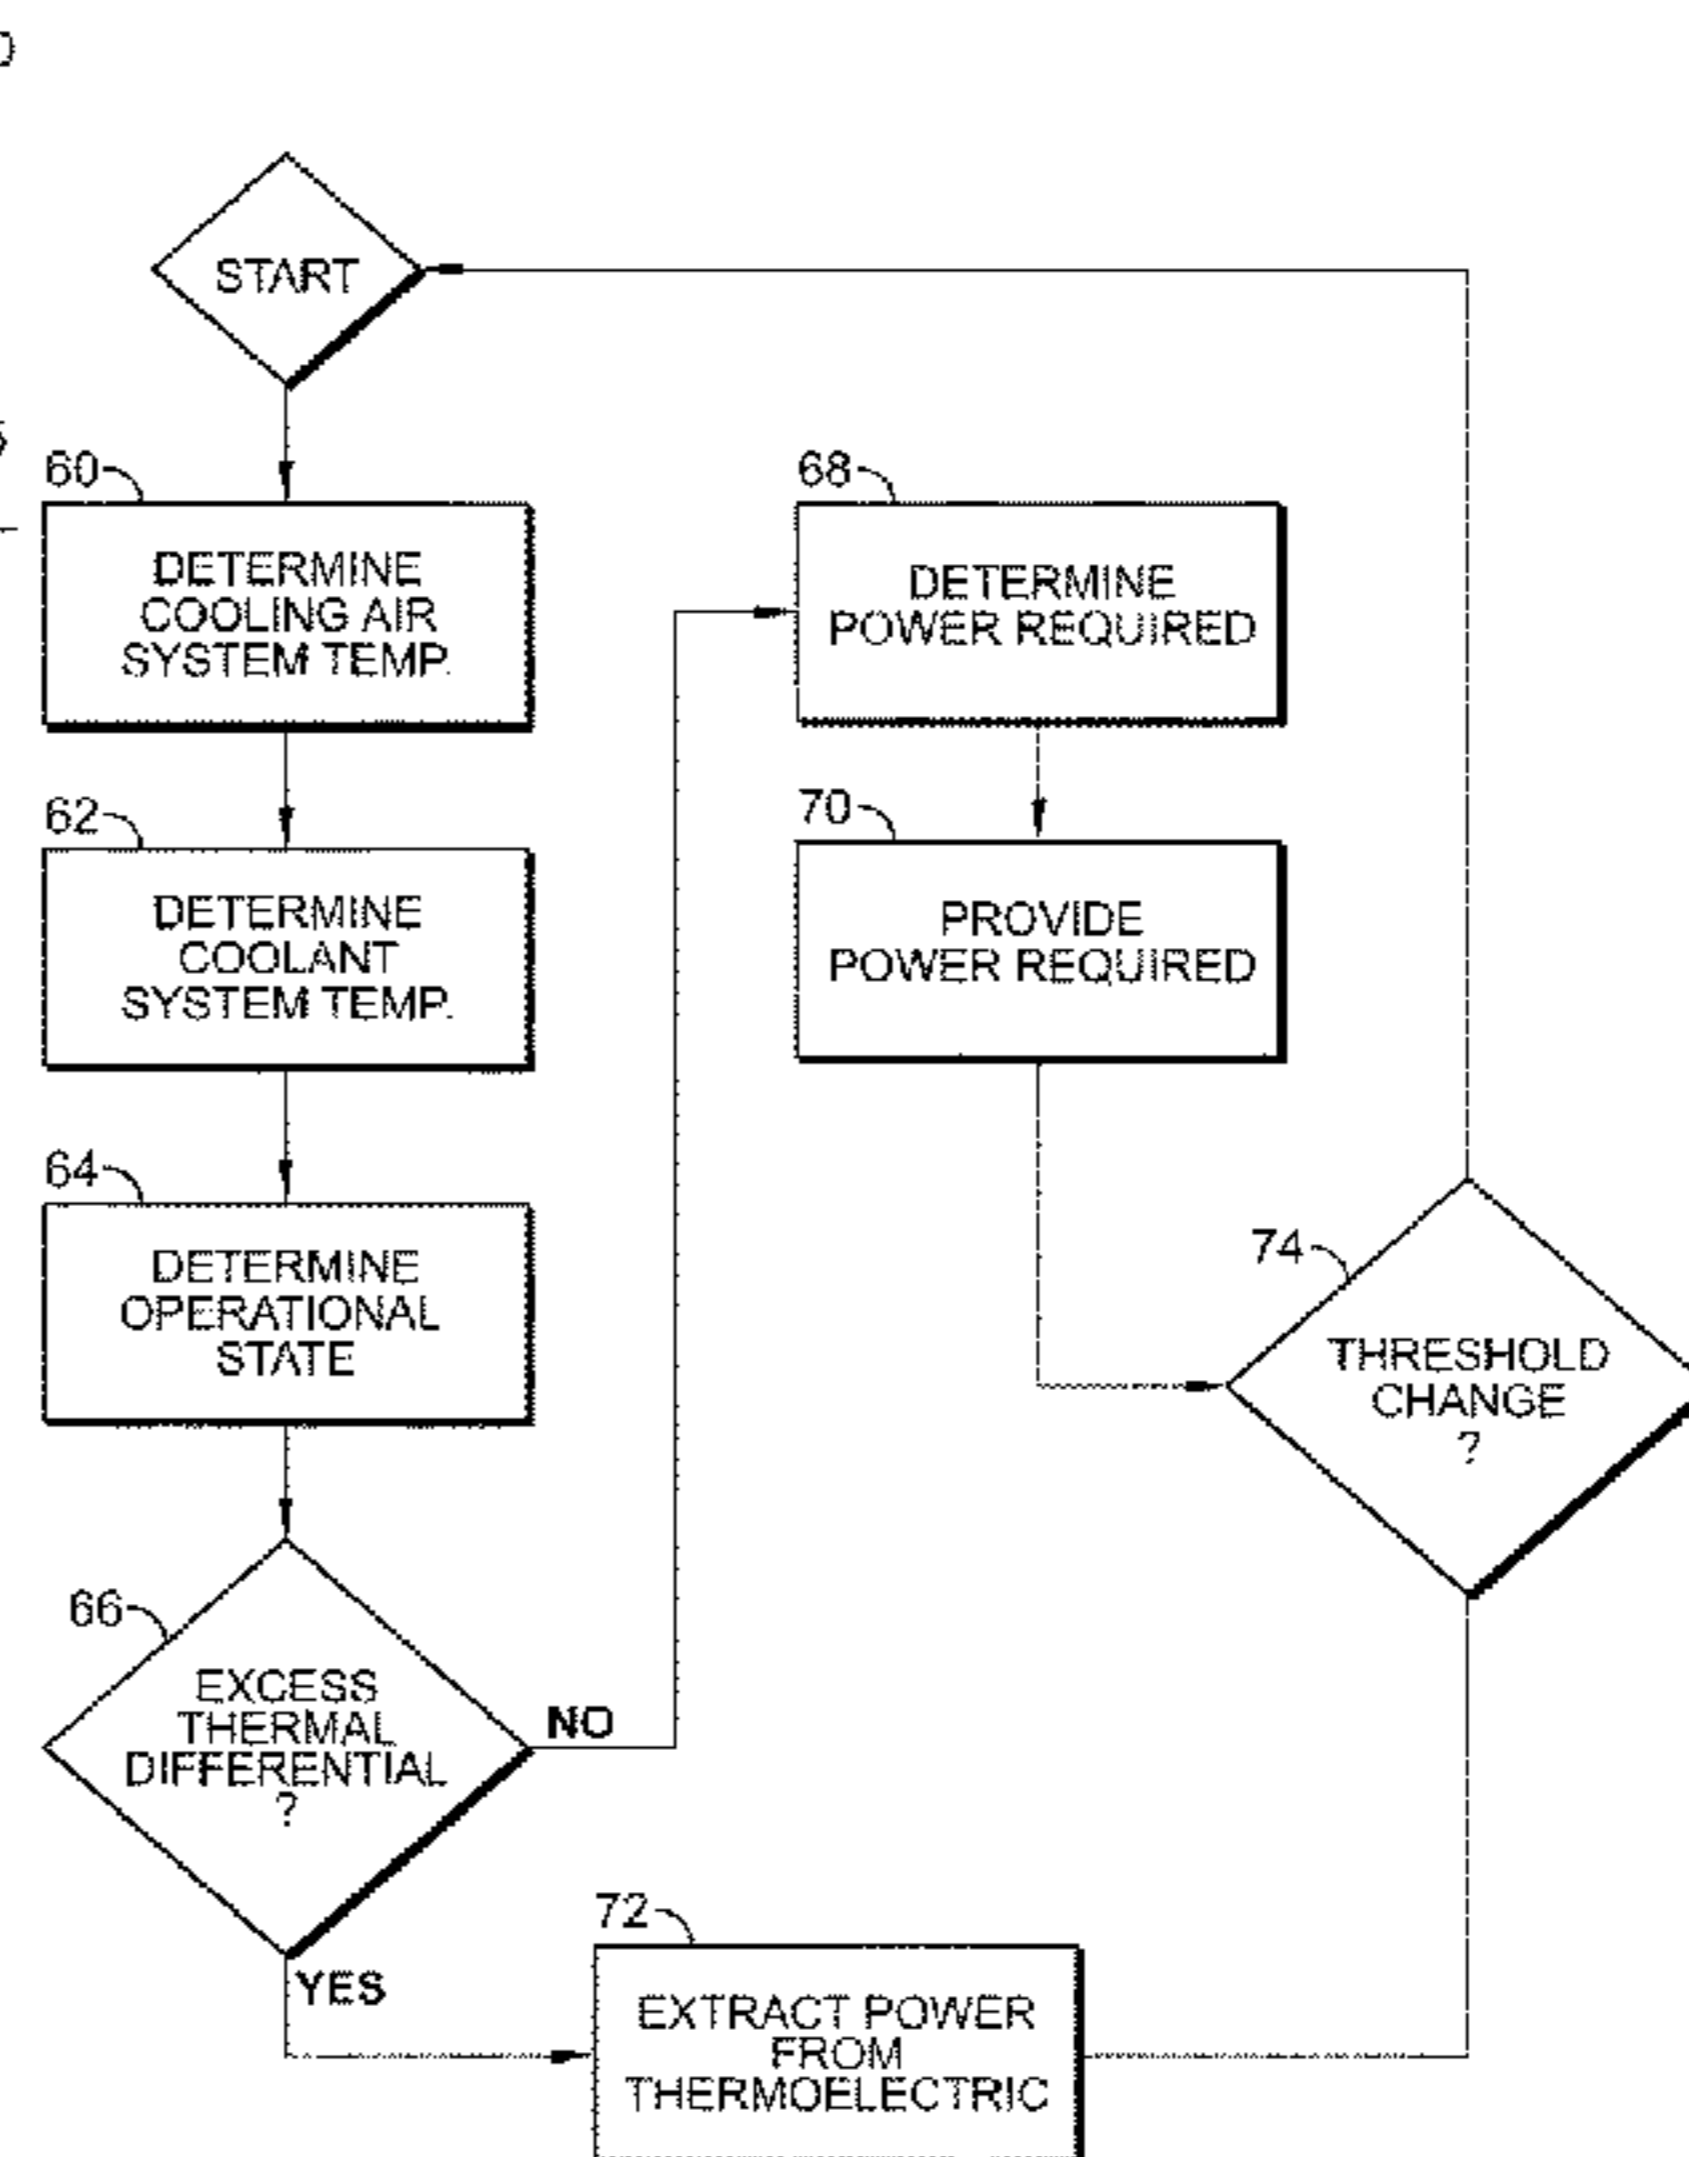 START
60
DETERMINE
COOLING AIR
SYSTEM TEMP.
62
DETERMINE
COOLANT
SYSTEM TEMP.
64
DETERMINE
OPERATIONAL
STATE
66
EXCESS
THERMAL
DIFFERENTIAL
?
NO
YES
68
DETERMINE
POWER REQUIRED
70
PROVIDE
POWER REQUIRED
72
EXTRACT POWER
FROM
THERMOELECTRIC
74
THRESHOLD
CHANGE
?